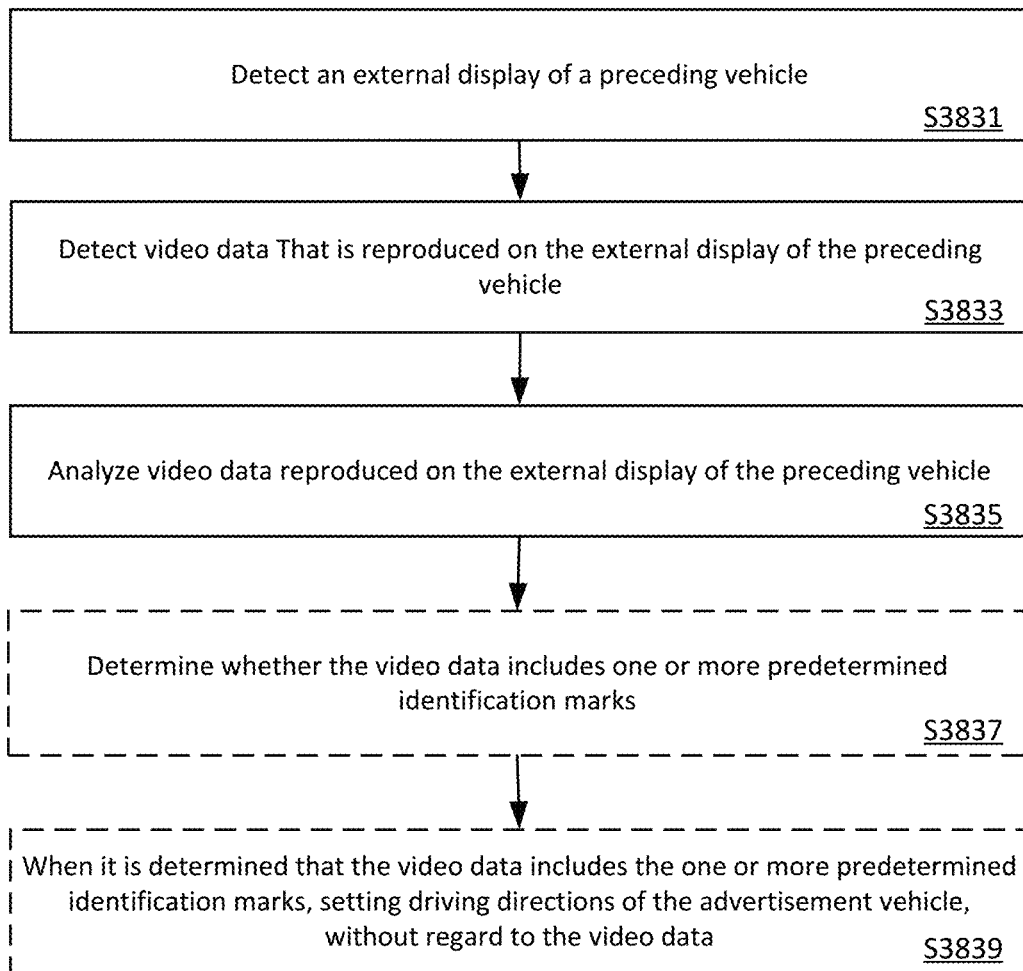 Detect an external display of a preceding vehicle
S3831
Detect video data That is reproduced on the external display of the preceding
vehicle
S3833
Analyze video data reproduced on the external display of the preceding vehicle
S3835
Determine whether the video data includes one or more predetermined
identification marks
S3837
When it is determined that the video data includes the one or more predetermined
identification marks, setting driving directions of the advertisement vehicle,
without regard to the video data
S3839